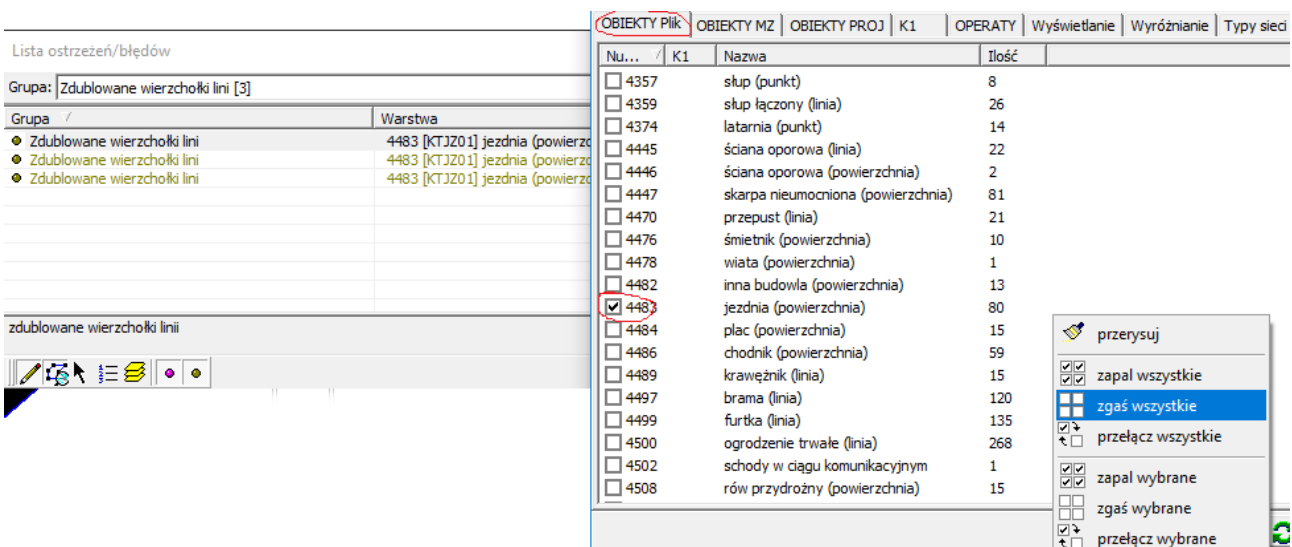 Lista ostrzeżeń/błędów
Grupa: Zdublowane wierzchołki lini [3]
Grupa Warstwa
Zdublowane wierzchołki lini 4483 [KTJZ01] jezdnia (powierzc
Zdublowane wierzchołki lini 4483 [KTJZ01] jezdnia (powierzc
Zdublowane wierzchołki lini 4483 [KTJZ01] jezdnia (powierzc
zdublowane wierzchołki linii
OBIEKTY Plik OBIEKTY MZ OBIEKTY PROJ K1 OPERATY Wyświetlanie Wyróżnianie Typy sieci
Nu... K1 Nazwa Ilość
4357 słup (punkt) 8
4359 słup łączony (linia) 26
4374 latarnia (punkt) 14
4445 ściana oporowa (linia) 22
4446 ściana oporowa (powierzchnia) 2
4447 skarpa nieumocniona (powierzchnia) 81
4470 przepust (linia) 21
4476 śmietnik (powierzchnia) 10
4478 wiata (powierzchnia) 1
4482 inna budowla (powierzchnia) 13
4483 jezdnia (powierzchnia) 80
4484 plac (powierzchnia) 15
4486 chodnik (powierzchnia) 59
4489 krawężnik (linia) 15
4497 brama (linia) 120
4499 furtka (linia) 135
4500 ogrodzenie trwałe (linia) 268
4502 schody w ciągu komunikacyjnym 1
4508 rów przydrożny (powierzchnia) 15
przerysuj
zapal wszystkie
zgaś wszystkie
przełącz wszystkie
zapal wybrane
zgaś wybrane
przełącz wybrane